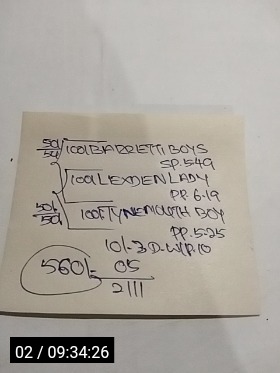 50/50 100/BARRETTI BOYS
SP.5.49
100/LEXDEN LADY
PP.6.19
50/50 100/TYNEMOUTH BOY
PP.5.25
10/-3D-W/P.10
560/- 05
2111
02 / 09:34:26